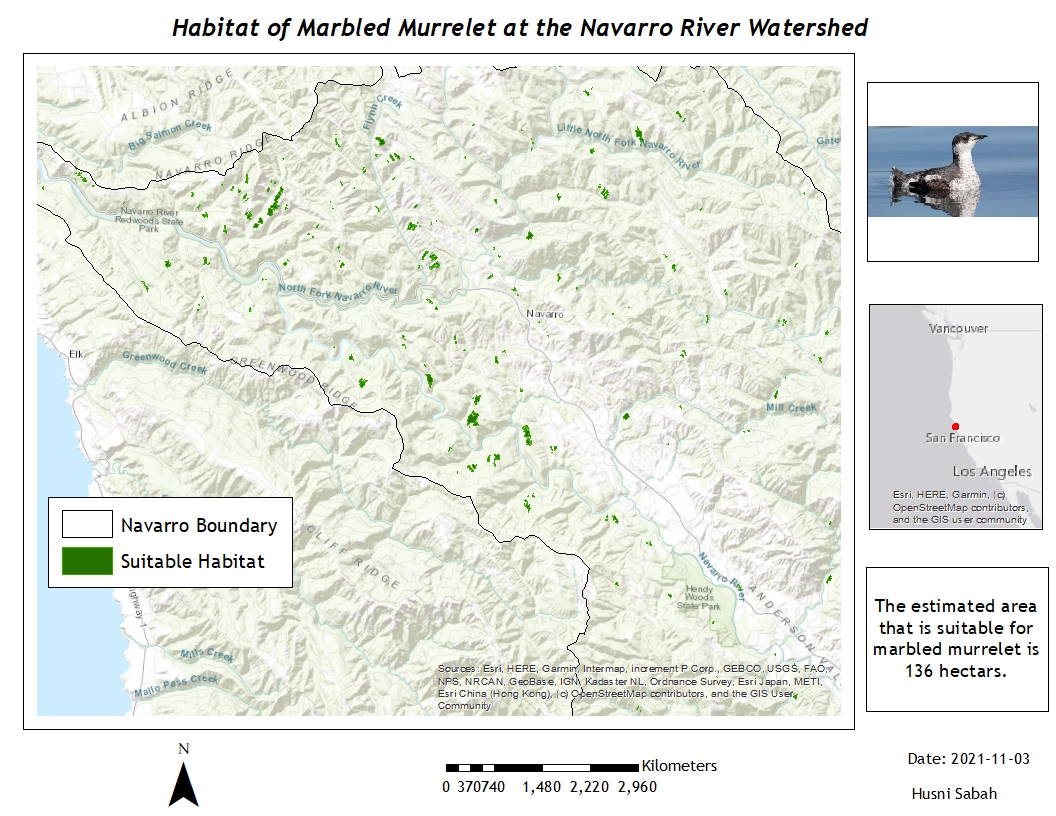 Habitat of Marbled Murrelet at the Navarro River Watershed
ALBION RIDGE
Flynn Creek
Big Salmon Creek
Little North Fork Navarro River
NAVARRO RIDGE
Navarro River
Redwoods State
Park
North Fork Navarro River
Navarro
Elk
Greenwood Creek
GREENWOOD RIDGE
Mill Creek
Navarro Boundary
Suitable Habitat
CLIFF RIDGE
Navarro River
Hendy
Woods
State Park
ANDERSON VAL
ighway 1
Mills Creek
Mallo Pass Creek
Sources: Esri, HERE, Garmin, Intermap, increment P Corp., GEBCO, USGS, FAO,
NPS, NRCAN, GeoBase, IGN, Kadaster NL, Ordnance Survey, Esri Japan, METI,
Esri China (Hong Kong), (c) OpenStreetMap contributors, and the GIS User
Community
Vancouver
San Francisco
Los Angeles
Esri, HERE, Garmin, (c)
OpenStreetMap contributors,
and the GIS user community
The estimated area
that is suitable for
marbled murrelet is
136 hectars.
N
Kilometers
0 370740 1,480 2,220 2,960
Date: 2021-11-03
Husni Sabah